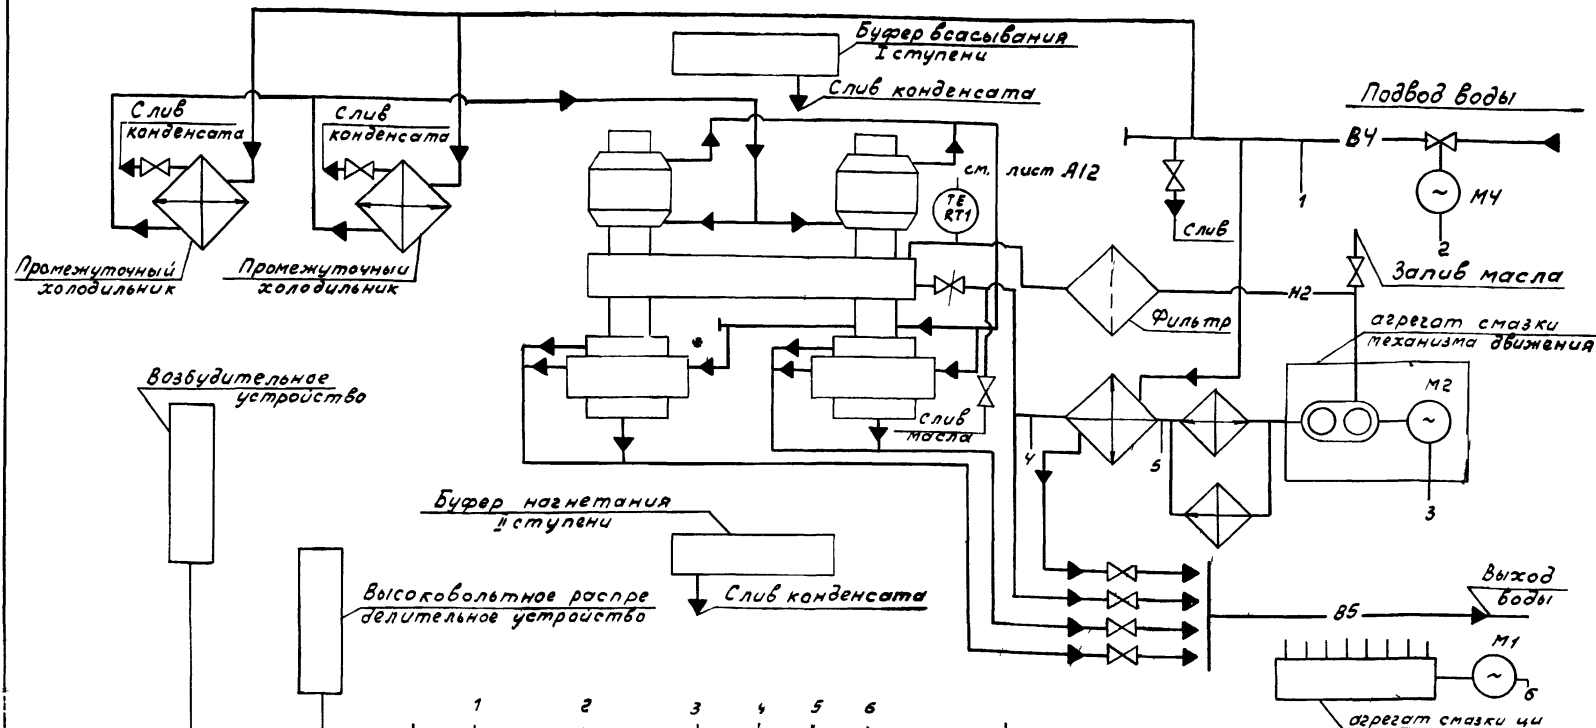 Буфер всасывания
I ступени
Слив конденсата
Подвод воды
Слив
конденсата
Слив
конденсата
В4
1
М4
2
см. лист А12
TE
RT1
Слив
Промежуточный
холодильник
Промежуточный
холодильник
Н2
Залив масла
Фильтр
агрегат смазки
механизма движения
М2
3
Возбудительное
устройство
Слив
масла
4
5
Буфер нагнетания
II ступени
Слив конденсата
Высоковольтное распре
делительное устройство
Выход
воды
В5
М1
6
агрегат смазки ци
1 2 3 4 5 6